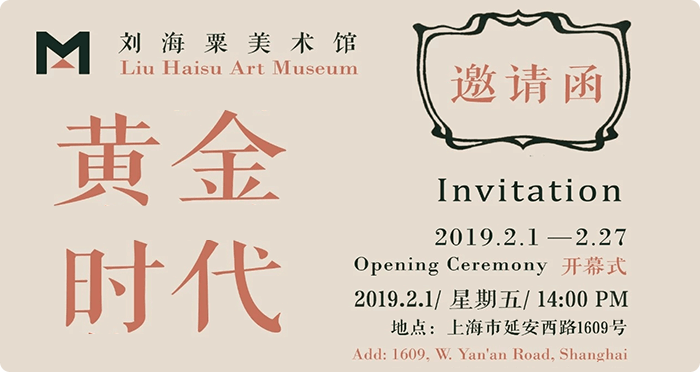 刘海粟美术馆
Liu Haisu Art Museum
黄金
时代
邀请函
Invitation
2019.2.1—2.27
Opening Ceremony 开幕式
2019.2.1/ 星期五/ 14:00 PM
地点：上海市延安西路1609号
Add: 1609, W. Yan'an Road, Shanghai